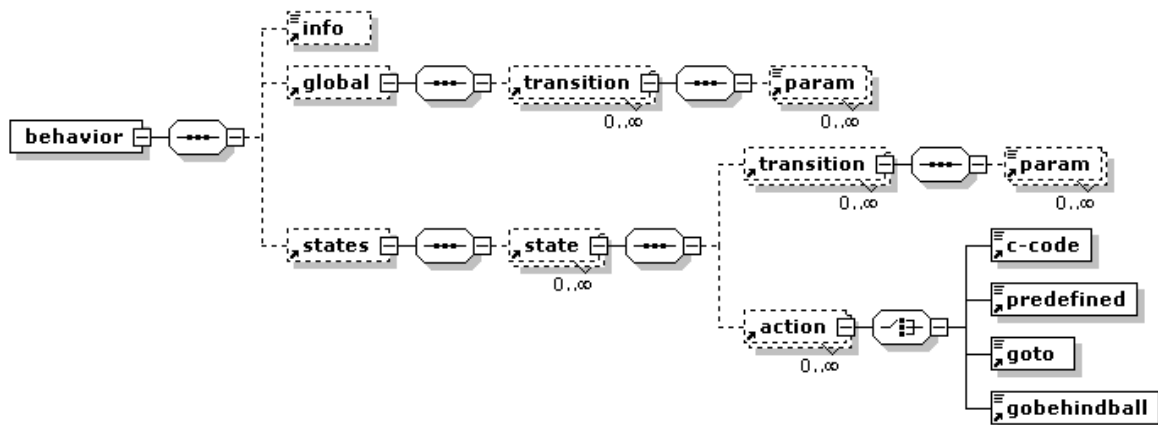 info
global
transition
param
0..∞
0..∞
behavior
transition
param
0..∞
0..∞
states
state
0..∞
c-code
predefined
action
0..∞
goto
gobehindball